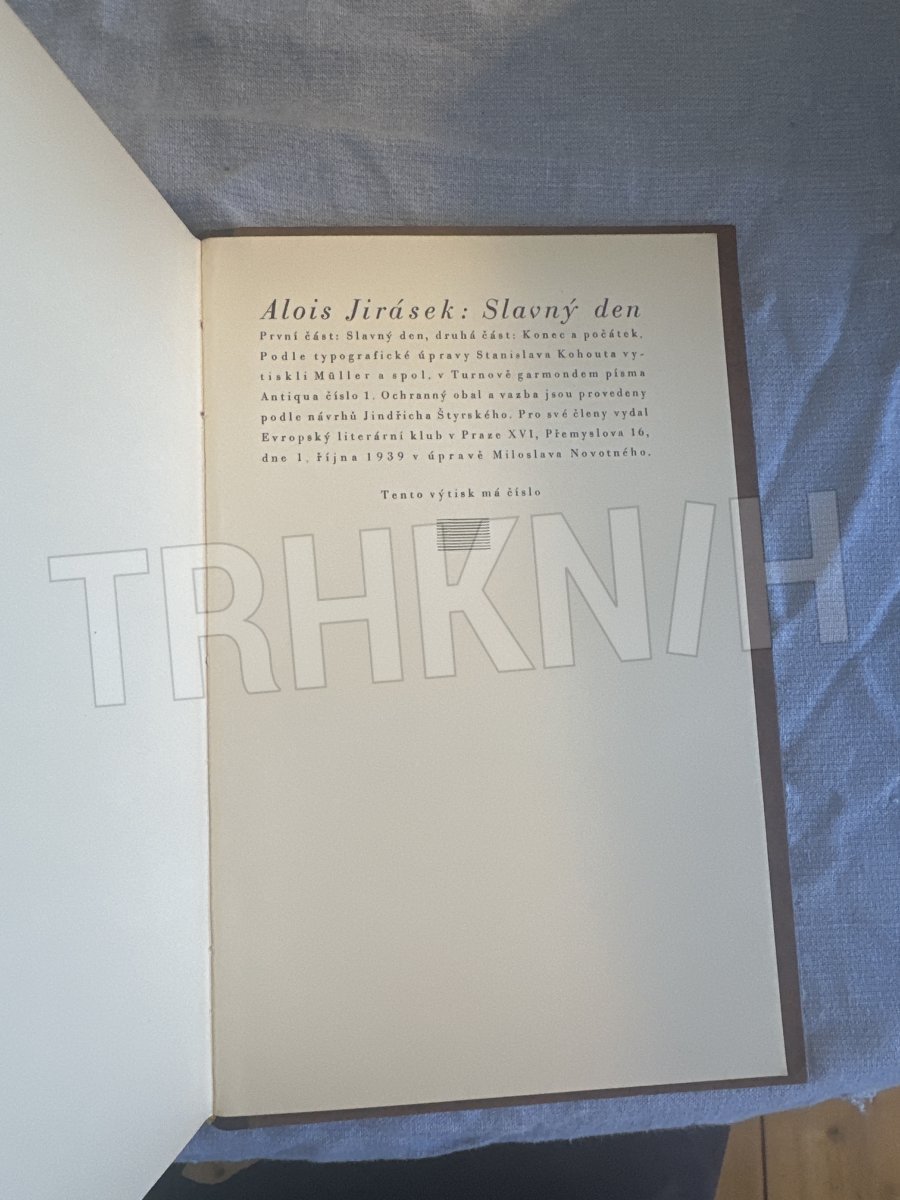 Alois Jirásek: Slavný den
První část: Slavný den, druhá část: Konec a počátek.
Podle typografické úpravy Stanislava Kohouta vy-
tiskli Müller a spol. v Turnově garmondem písma
Antiqua číslo 1. Ochranný obal a vazba jsou provedeny
podle návrhů Jindřicha Štyrského. Pro své členy vydal
Evropský literární klub v Praze XVI, Přemyslova 16,
dne 1. října 1939 v úpravě Miloslava Novotného.
Tento výtisk má číslo
TRHKNIH